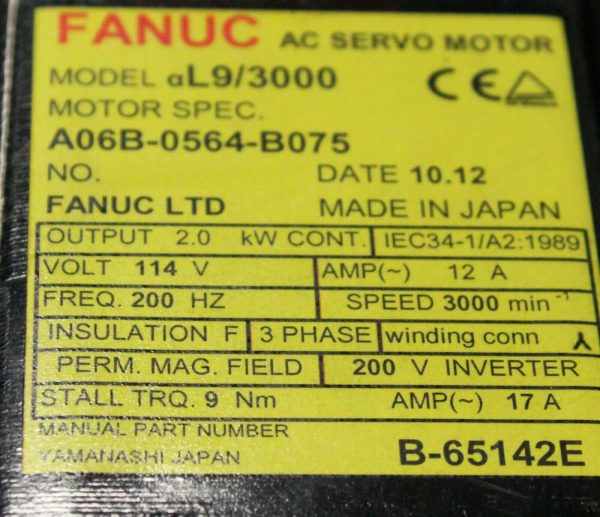 FANUC AC SERVO MOTOR
MODEL αL9/3000
MOTOR SPEC.
A06B-0564-B075
NO. DATE 10.12
FANUC LTD MADE IN JAPAN
OUTPUT 2.0 kW CONT. IEC34-1/A2:1989
VOLT 114 V AMP(~) 12 A
FREQ. 200 HZ SPEED 3000 min⁻¹
INSULATION F 3 PHASE winding conn
PERM. MAG. FIELD 200 V INVERTER
STALL TRQ. 9 Nm AMP(~) 17 A
MANUAL PART NUMBER
YAMANASHI JAPAN B-65142E